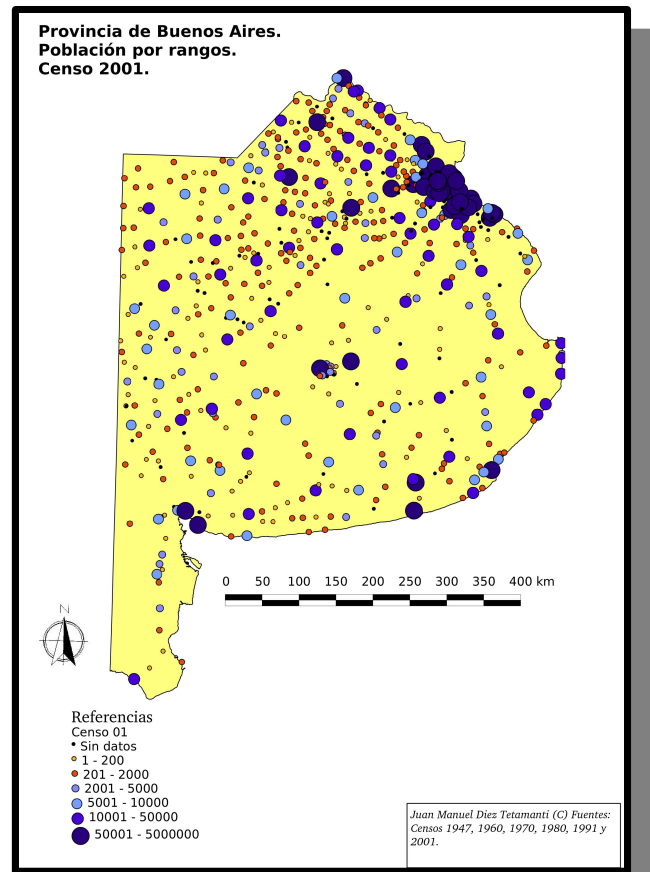 Provincia de Buenos Aires.
Población por rangos.
Censo 2001.
0 50 100 150 200 250 300 350 400 km
N
Referencias
Censo 01
Sin datos
1 - 200
201 - 2000
2001 - 5000
5001 - 10000
10001 - 50000
50001 - 5000000
Juan Manuel Diez Tetamanti (C) Fuentes:
Censos 1947, 1960, 1970, 1980, 1991 y
2001.